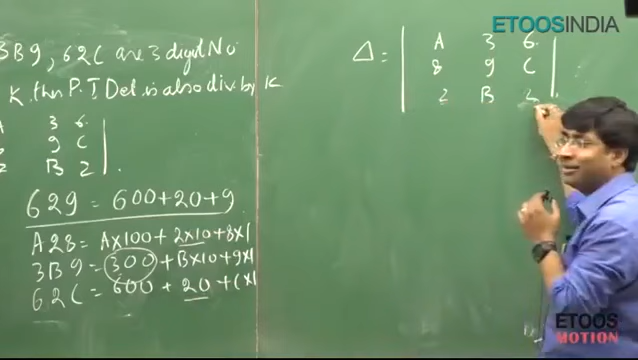 3B9, 62C are 3 digit No
K. then P.T Det. is also div. by K
A 3 6
9 C
B 2
629 = 600+20+9
A28 = A×100+2×10+8×1
3B9 = 300+B×10+9×1
62C = 600+20+C×1
Δ = A 3 6
8 9 C
2 B 2
ETOOSINDIA
ETOOS
MOTION